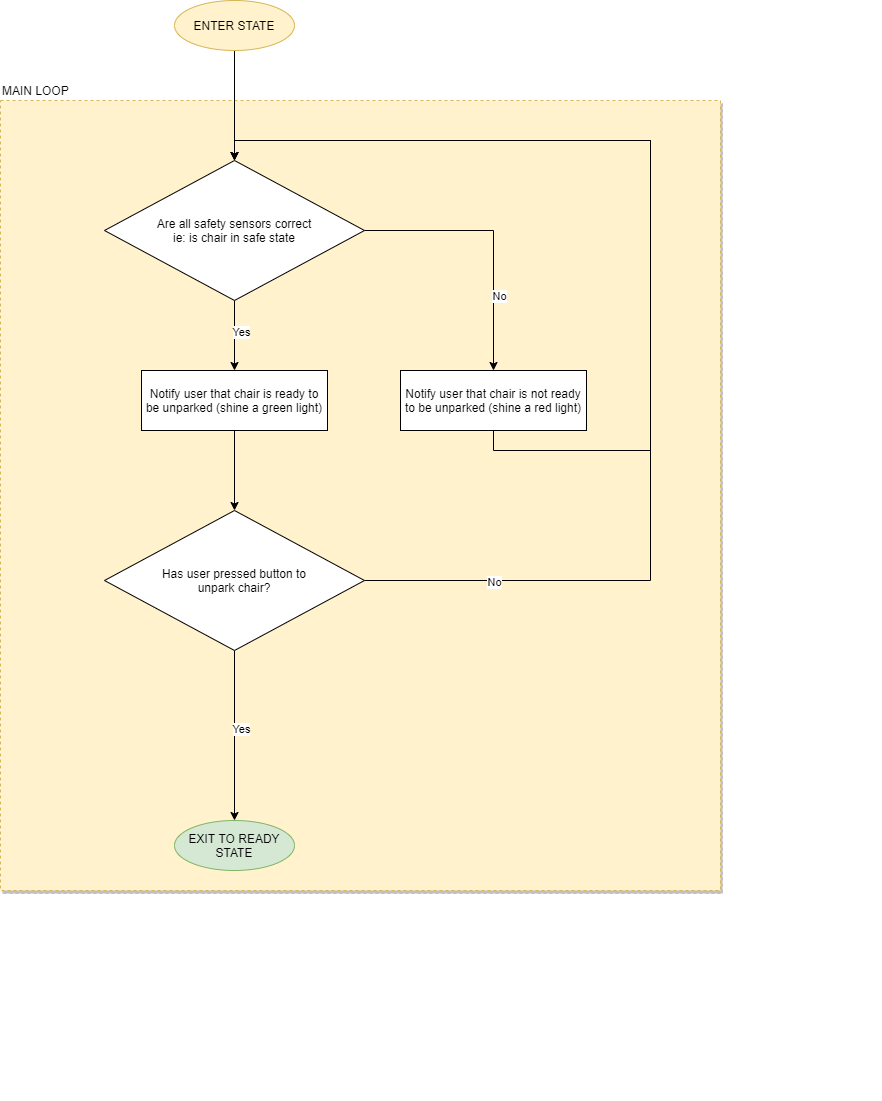 ENTER STATE
MAIN LOOP
Are all safety sensors correct
ie: is chair in safe state
No
Yes
Notify user that chair is ready to
be unparked (shine a green light)
Notify user that chair is not ready
to be unparked (shine a red light)
Has user pressed button to
unpark chair?
No
Yes
EXIT TO READY
STATE